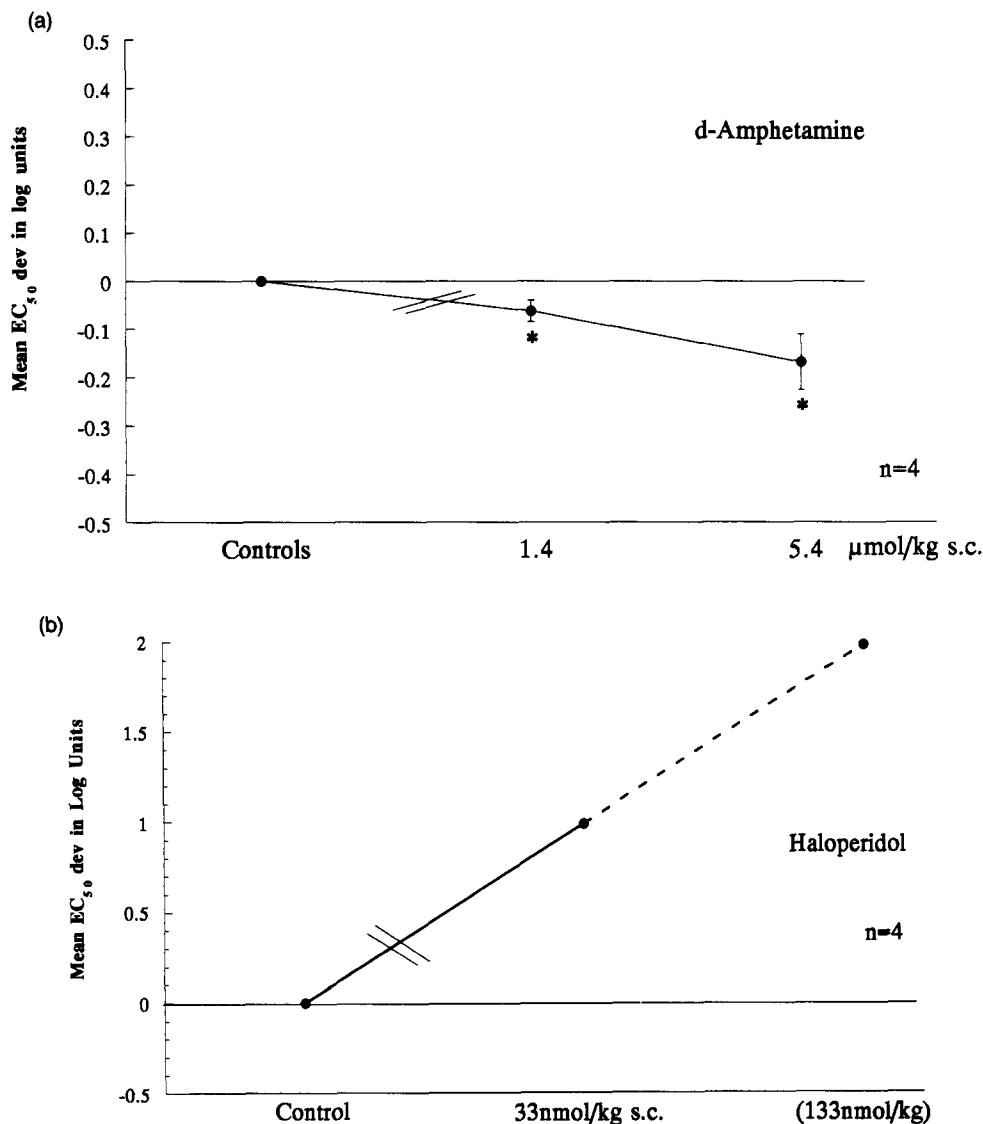 (a)
0.5
0.4
0.3
0.2
0.1
0
-0.1
-0.2
-0.3
-0.4
-0.5
Mean EC50 dev in log units
d-Amphetamine
*
*
n=4
Controls 1.4 5.4 μmol/kg s.c.
(b)
2
1.5
1
0.5
0
-0.5
Mean EC50 dev in Log Units
Haloperidol
n=4
Control 33nmol/kg s.c. (133nmol/kg)